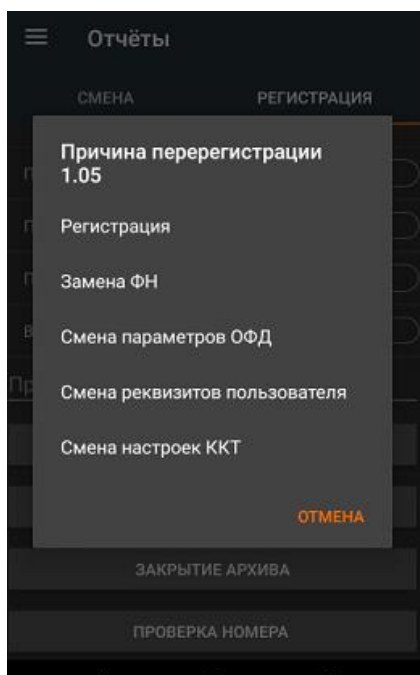 Отчёты
СМЕНА РЕГИСТРАЦИЯ
Причина перерегистрации
1.05
Регистрация
Замена ФН
Смена параметров ОФД
Смена реквизитов пользователя
Смена настроек ККТ
ОТМЕНА
ЗАКРЫТИЕ АРХИВА
ПРОВЕРКА НОМЕРА